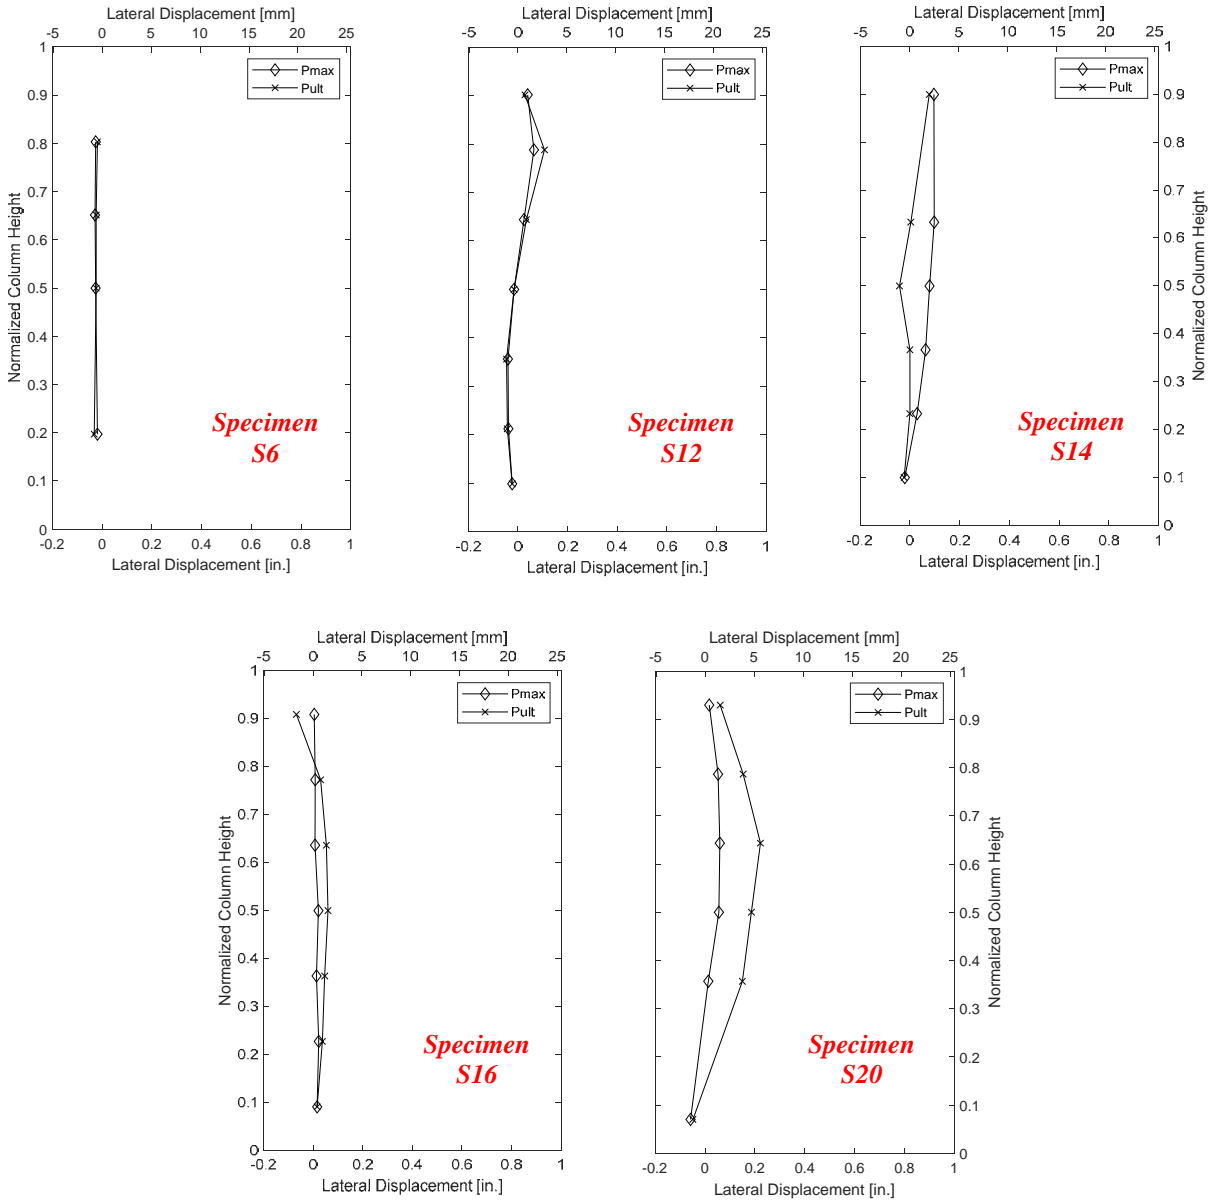 Lateral Displacement [mm]
-5 0 5 10 15 20 25
1
0.9
0.8
0.7
0.6
0.5
0.4
0.3
0.2
0.1
0
Normalized Column Height
Pmax
Pult
Specimen
S6
-0.2 0 0.2 0.4 0.6 0.8 1
Lateral Displacement [in.]
Lateral Displacement [mm]
-5 0 5 10 15 20 25
Pmax
Pult
Specimen
S12
-0.2 0 0.2 0.4 0.6 0.8 1
Lateral Displacement [in.]
Lateral Displacement [mm]
-5 0 5 10 15 20 25
Pmax
Pult
1
0.9
0.8
0.7
0.6
0.5
0.4
0.3
0.2
0.1
0
Normalized Column Height
Specimen
S14
-0.2 0 0.2 0.4 0.6 0.8 1
Lateral Displacement [in.]
Lateral Displacement [mm]
-5 0 5 10 15 20 25
1
0.9
0.8
0.7
0.6
0.5
0.4
0.3
0.2
0.1
0
Normalized Column Height
Pmax
Pult
Specimen
S16
-0.2 0 0.2 0.4 0.6 0.8 1
Lateral Displacement [in.]
Lateral Displacement [mm]
-5 0 5 10 15 20 25
Pmax
Pult
1
0.9
0.8
0.7
0.6
0.5
0.4
0.3
0.2
0.1
0
Normalized Column Height
Specimen
S20
-0.2 0 0.2 0.4 0.6 0.8 1
Lateral Displacement [in.]